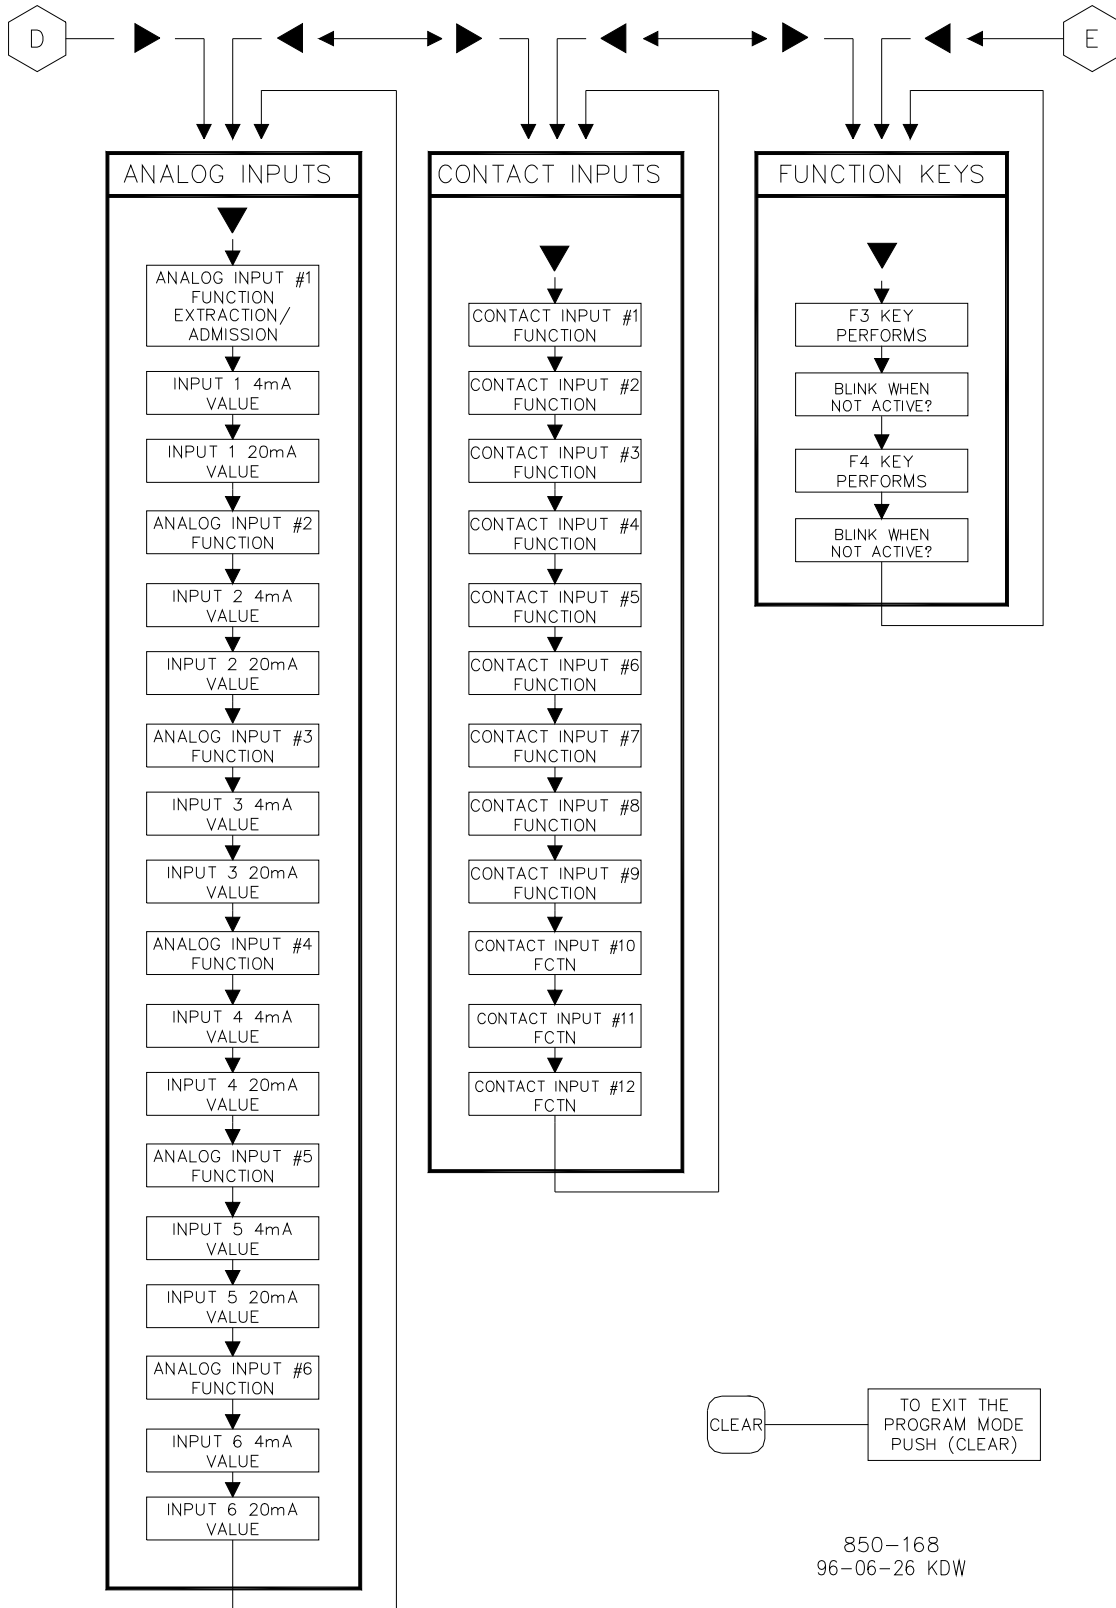 D
E
ANALOG INPUTS
ANALOG INPUT #1
FUNCTION
EXTRACTION/
ADMISSION
INPUT 1 4mA
VALUE
INPUT 1 20mA
VALUE
ANALOG INPUT #2
FUNCTION
INPUT 2 4mA
VALUE
INPUT 2 20mA
VALUE
ANALOG INPUT #3
FUNCTION
INPUT 3 4mA
VALUE
INPUT 3 20mA
VALUE
ANALOG INPUT #4
FUNCTION
INPUT 4 4mA
VALUE
INPUT 4 20mA
VALUE
ANALOG INPUT #5
FUNCTION
INPUT 5 4mA
VALUE
INPUT 5 20mA
VALUE
ANALOG INPUT #6
FUNCTION
INPUT 6 4mA
VALUE
INPUT 6 20mA
VALUE
CONTACT INPUTS
CONTACT INPUT #1
FUNCTION
CONTACT INPUT #2
FUNCTION
CONTACT INPUT #3
FUNCTION
CONTACT INPUT #4
FUNCTION
CONTACT INPUT #5
FUNCTION
CONTACT INPUT #6
FUNCTION
CONTACT INPUT #7
FUNCTION
CONTACT INPUT #8
FUNCTION
CONTACT INPUT #9
FUNCTION
CONTACT INPUT #10
FCTN
CONTACT INPUT #11
FCTN
CONTACT INPUT #12
FCTN
FUNCTION KEYS
F3 KEY
PERFORMS
BLINK WHEN
NOT ACTIVE?
F4 KEY
PERFORMS
BLINK WHEN
NOT ACTIVE?
CLEAR
TO EXIT THE
PROGRAM MODE
PUSH (CLEAR)
850-168
96-06-26 KDW